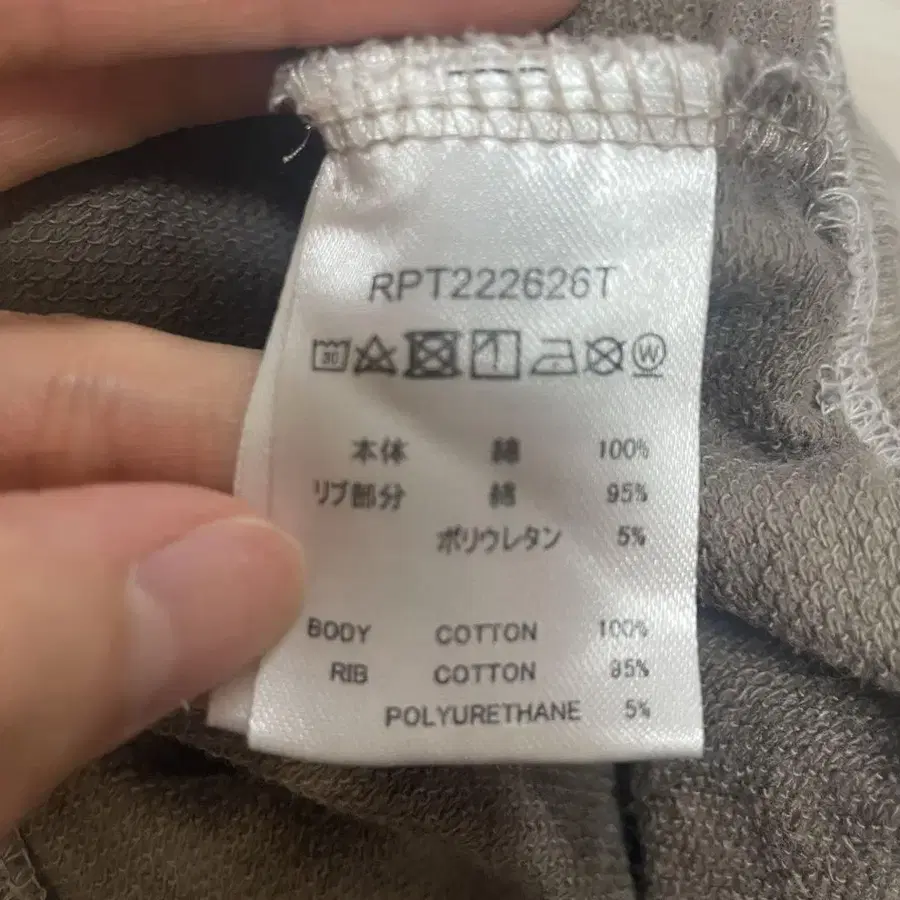 RPT222626T
30 W
本体 綿 100%
リブ部分 綿 95%
ポリウレタン 5%
BODY COTTON 100%
RIB COTTON 95%
POLYURETHANE 5%